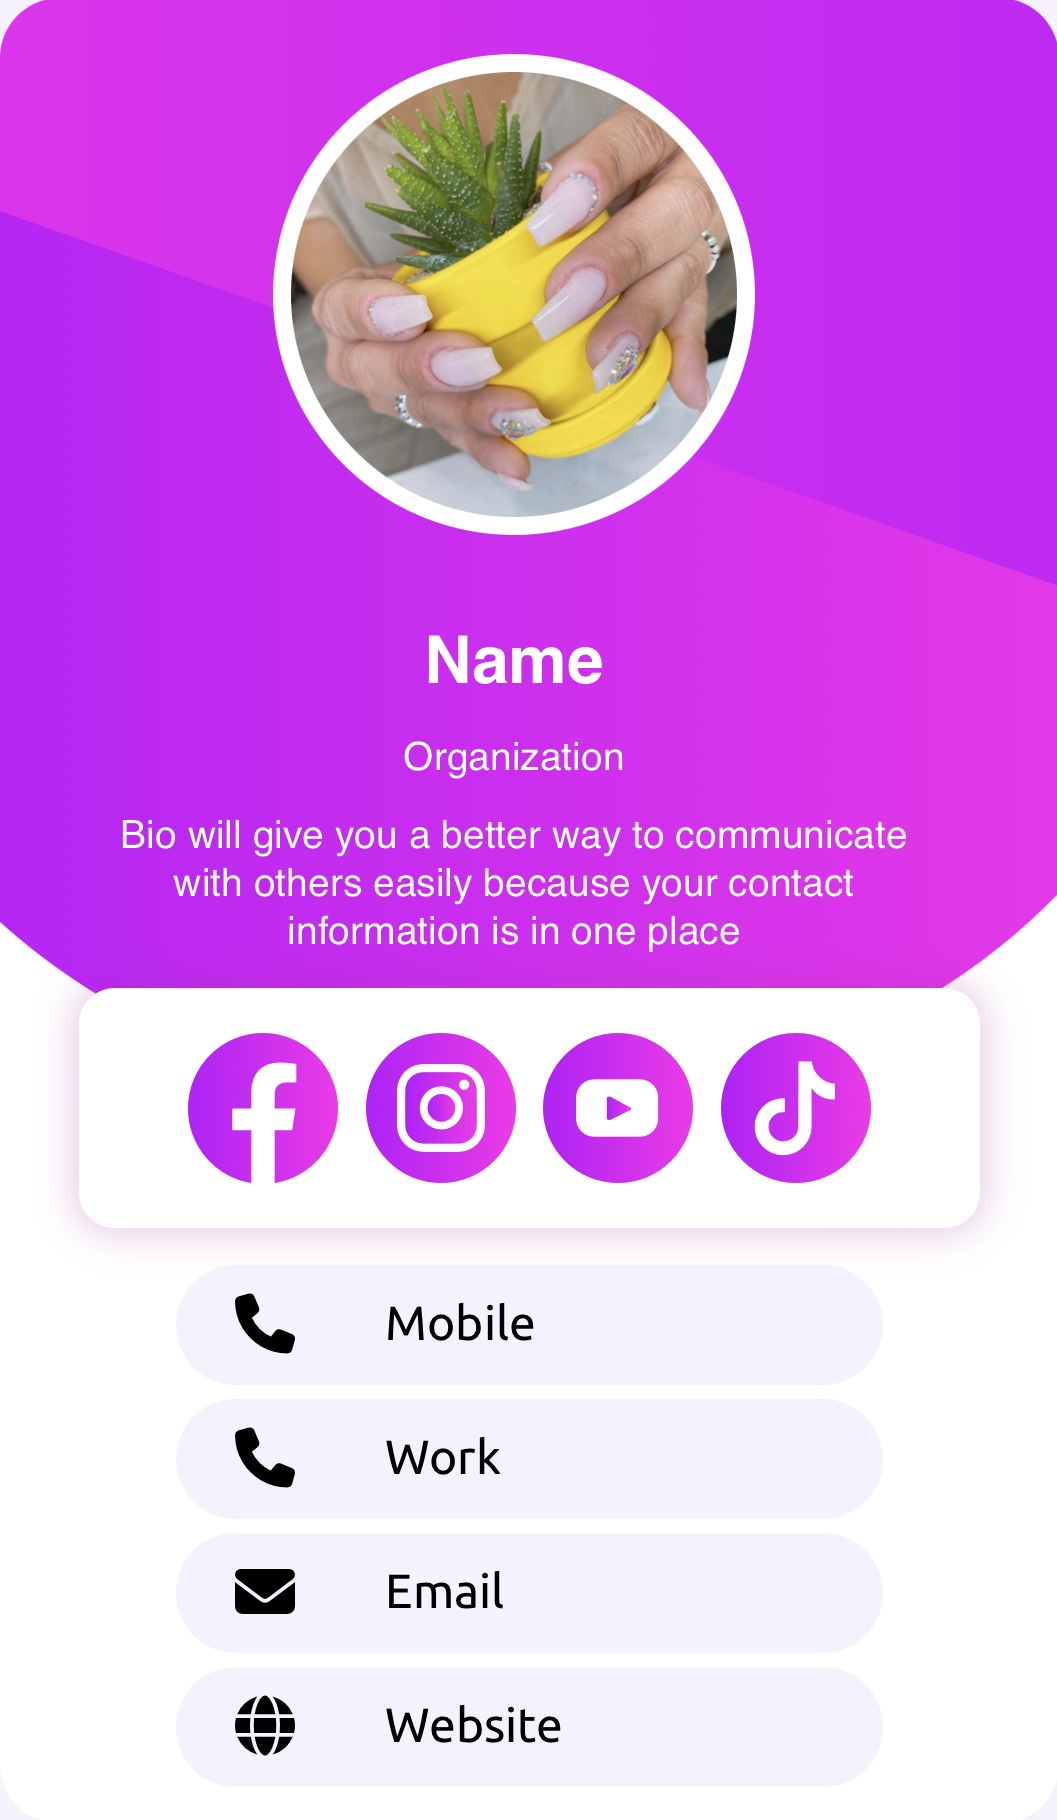 Name
Organization
Bio will give you a better way to communicate
with others easily because your contact
information is in one place
Mobile
Work
Email
Website